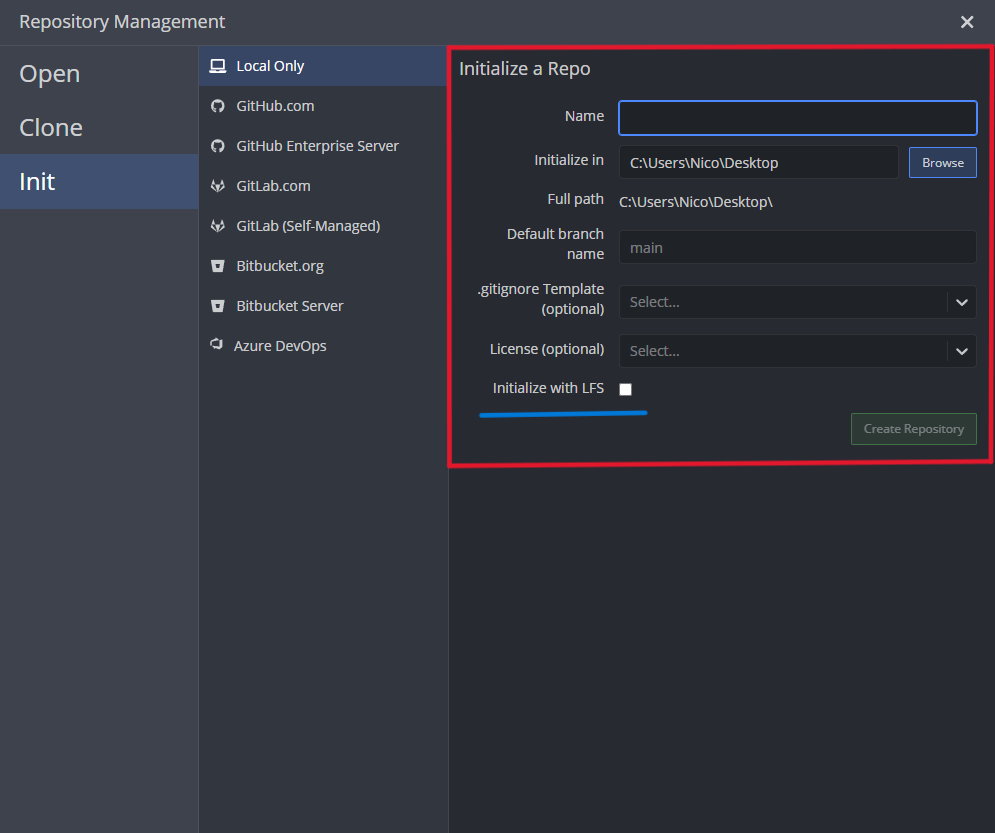 Repository Management
Open
Clone
Init
Local Only
GitHub.com
GitHub Enterprise Server
GitLab.com
GitLab (Self-Managed)
Bitbucket.org
Bitbucket Server
Azure DevOps
Initialize a Repo
Name
Initialize in C:\Users\Nico\Desktop Browse
Full path C:\Users\Nico\Desktop\
Default branch
name main
.gitignore Template
(optional) Select...
License (optional) Select...
Initialize with LFS
Create Repository